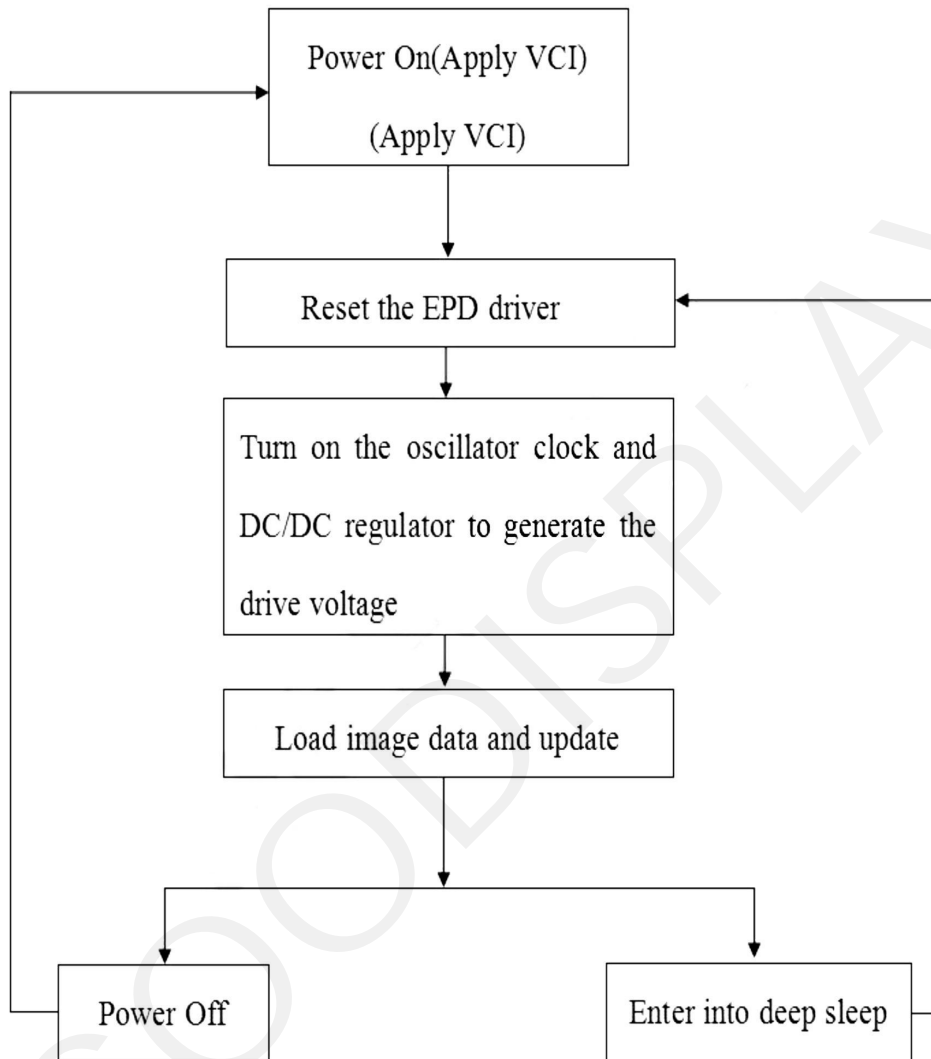 Power On(Apply VCI)
(Apply VCI)
Reset the EPD driver
Turn on the oscillator clock and
DC/DC regulator to generate the
drive voltage
Load image data and update
Power Off
Enter into deep sleep
GOODISPLAY